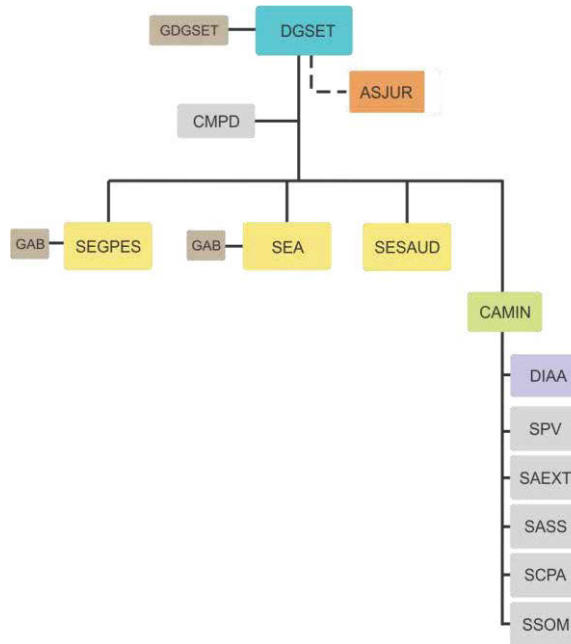 GDGSET
DGSET
ASJUR
CMPD
GAB
SEGPES
GAB
SEA
SESAUD
CAMIN
DIAA
SPV
SAEXT
SASS
SCPA
SSOM